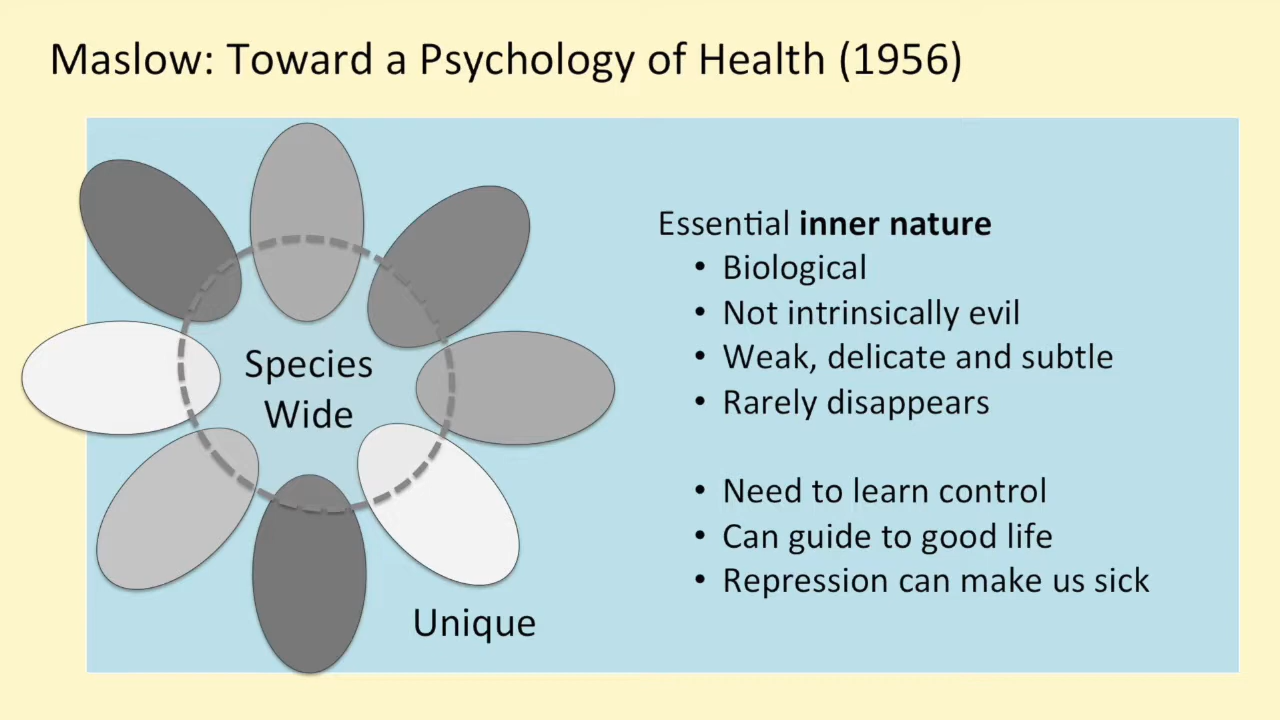 Maslow: Toward a Psychology of Health (1956)
Species
Wide
Unique
Essential inner nature
• Biological
• Not intrinsically evil
• Weak, delicate and subtle
• Rarely disappears
• Need to learn control
• Can guide to good life
• Repression can make us sick